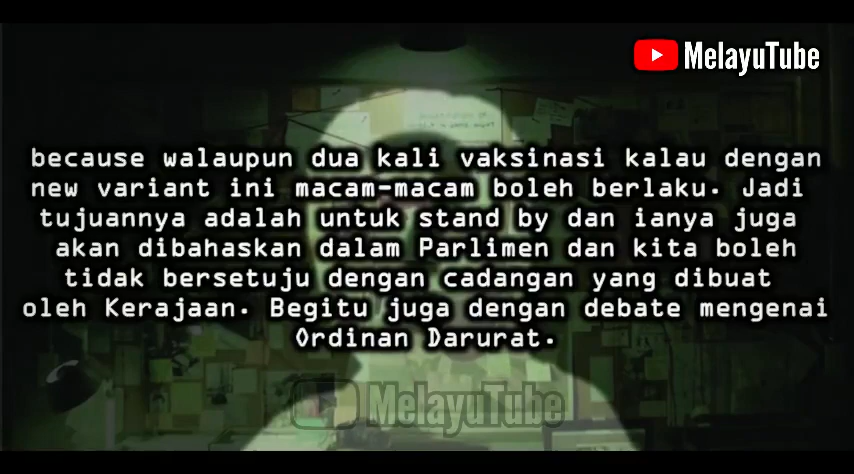 MelayuTube
because walaupun dua kali vaksinasi kalau dengan
new variant ini macam-macam boleh berlaku. Jadi
tujuannya adalah untuk stand by dan ianya juga
akan dibahaskan dalam Parlimen dan kita boleh
tidak bersetuju dengan cadangan yang dibuat
oleh Kerajaan. Begitu juga dengan debate mengenai
Ordinan Darurat.
MelayuTube